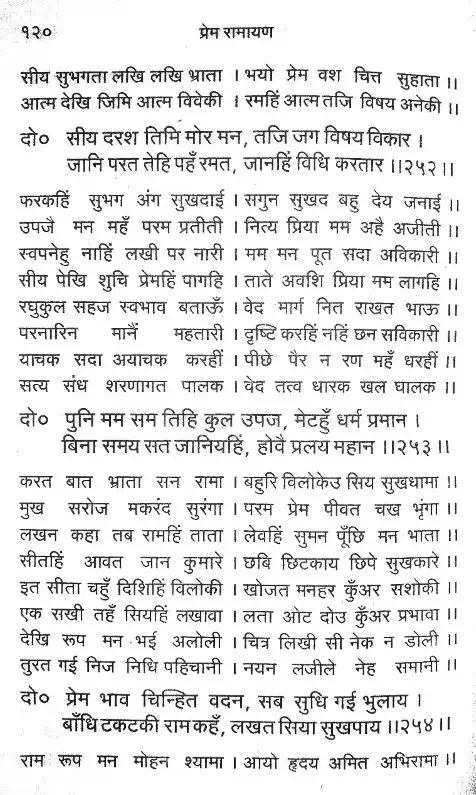 १२०
प्रेम रामायण
सीय सुभगता लखि लखि भ्राता । भयो प्रेम वश चित्त सुहाता ।।
आत्म देखि जिमि आत्म विवेकी । रमहिं आत्म तजि विषय अनेकी ।।
दो० सीय दरश तिमि मोर मन, तजि जग विषय विकार ।
जानि परत तेहि पहँ रमत, जानहिं विधि करतार ।।२५२।।
फरकहिं सुभग अंग सुखदाई । सगुन सुखद बहु देय जनाई ।।
उपजै मन महँ परम प्रतीती । नित्य प्रिया मम अहै अजीती ।।
स्वपनेहु नाहिं लखी पर नारी । मम मन पूत सदा अविकारी ।।
सीय पेखि शुचि प्रेमहिं पागहि । ताते अवशि प्रिया मम लागहि ।।
रघुकुल सहज स्वभाव बताऊँ । वेद मार्ग नित राखत भाऊ ।।
परनारिन मानैं महतारी । दृष्टि करहिं नहिं छन सविकारी ।।
याचक सदा अयाचक करहीं । पीछे पैर न रण महँ धरहीं ।।
सत्य संध शरणागत पालक । वेद तत्व धारक खल घालक ।।
दो० पुनि मम सम तिहि कुल उपज, मेटहुँ धर्म प्रमान ।
बिना समय सत जानियहिं, होवै प्रलय महान ।।२५३।।
करत बात भ्राता सन रामा । बहुरि विलोकेउ सिय सुखधामा ।।
मुख सरोज मकरंद सुरंगा । परम प्रेम पीवत चख भृंगा ।।
लखन कहा तब रामहिं ताता । लेवहिं सुमन पूँछि मन भाता ।।
सीतहिं आवत जान कुमारे । छबि छिटकाय छिपे सुखकारे ।।
इत सीता चहुँ दिशिहिं विलोकी । खोजत मनहर कुँअर सशोकी ।।
एक सखी तहँ सियहिं लखावा । लता ओट दोउ कुँअर प्रभावा ।।
देखि रूप मन भई अलोली । चित्र लिखी सी नेक न डोली ।।
तुरत गई निज निधि पहिचानी । नयन लजीले नेह समानी ।।
दो० प्रेम भाव चिन्हित वदन, सब सुधि गई भुलाय ।
बाँधि टकटकी राम कहँ, लखत सिया सुखपाय ।।२५४।।
राम रूप मन मोहन श्यामा । आयो हृदय अमित अभिरामा ।।